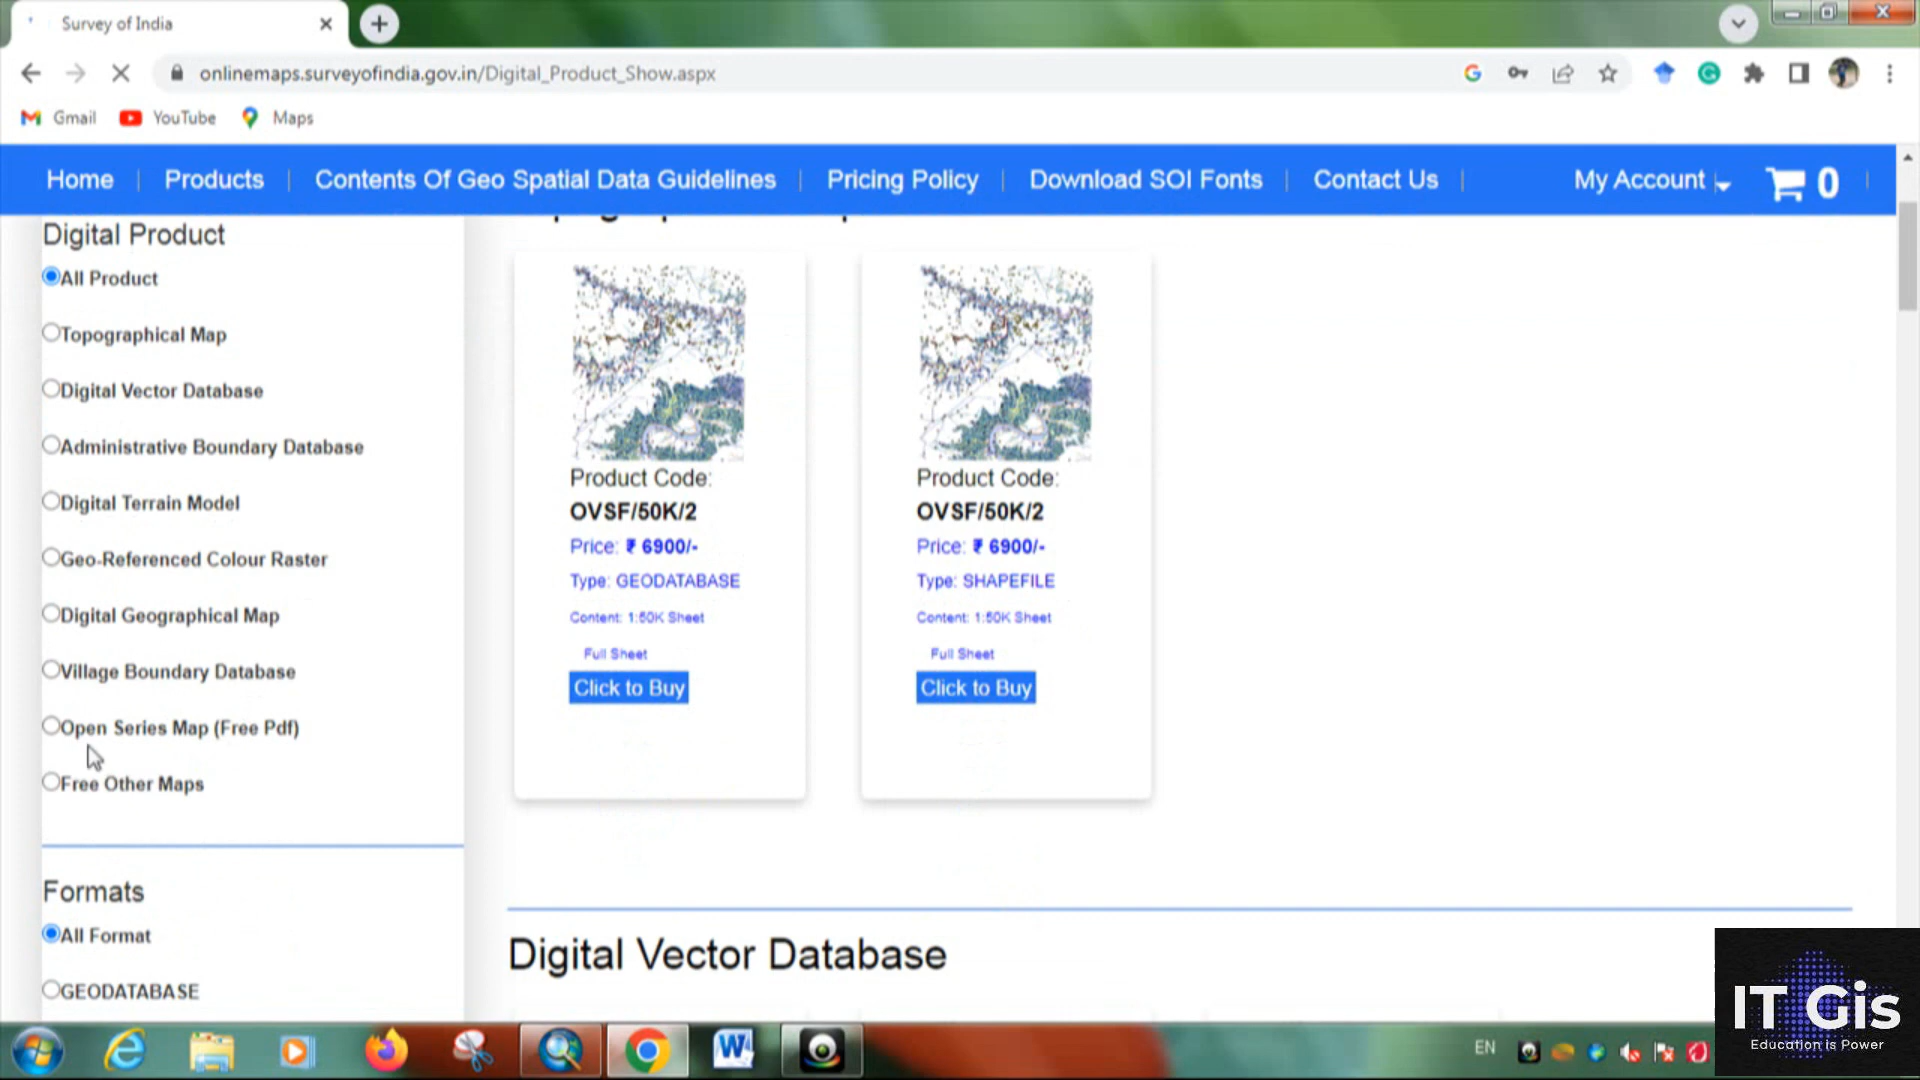 Survey of India
onlinemaps.surveyofindia.gov.in/Digital_Product_Show.aspx
Gmail YouTube Maps
Home Products Contents Of Geo Spatial Data Guidelines Pricing Policy Download SOI Fonts Contact Us My Account 0
Digital Product
All Product
Topographical Map
Digital Vector Database
Administrative Boundary Database
Digital Terrain Model
Geo-Referenced Colour Raster
Digital Geographical Map
Village Boundary Database
Open Series Map (Free Pdf)
Free Other Maps
Formats
All Format
GEODATABASE
Product Code:
OVSF/50K/2
Price: ₹ 6900/-
Type: GEODATABASE
Content: 1:50K Sheet
Full Sheet
Click to Buy
Product Code:
OVSF/50K/2
Price: ₹ 6900/-
Type: SHAPEFILE
Content: 1:50K Sheet
Full Sheet
Click to Buy
Digital Vector Database
EN
IT Gis
Education is Power